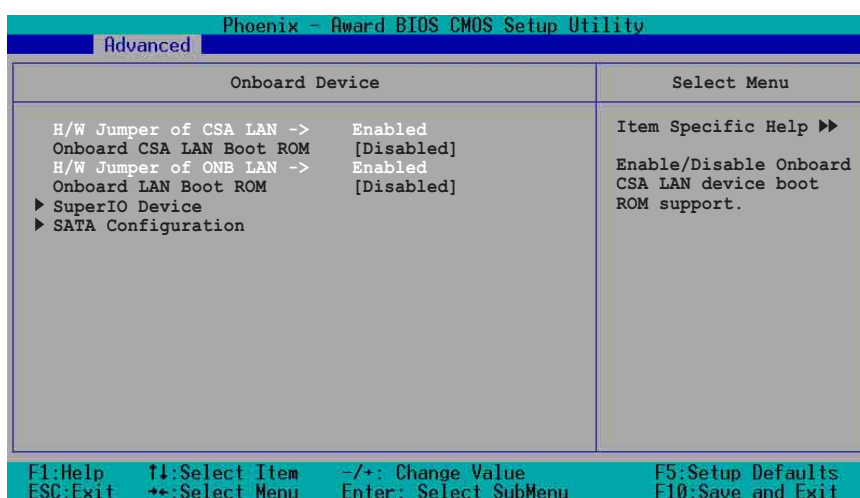 Phoenix - Award BIOS CMOS Setup Utility
Advanced
Onboard Device
Select Menu
H/W Jumper of CSA LAN -> Enabled
Onboard CSA LAN Boot ROM [Disabled]
H/W Jumper of ONB LAN -> Enabled
Onboard LAN Boot ROM [Disabled]
▶ SuperIO Device
▶ SATA Configuration
Item Specific Help ▶▶
Enable/Disable Onboard
CSA LAN device boot
ROM support.
F1:Help ↑↓:Select Item -/+: Change Value F5:Setup Defaults
ESC:Exit →←:Select Menu Enter: Select SubMenu F10:Save and Exit